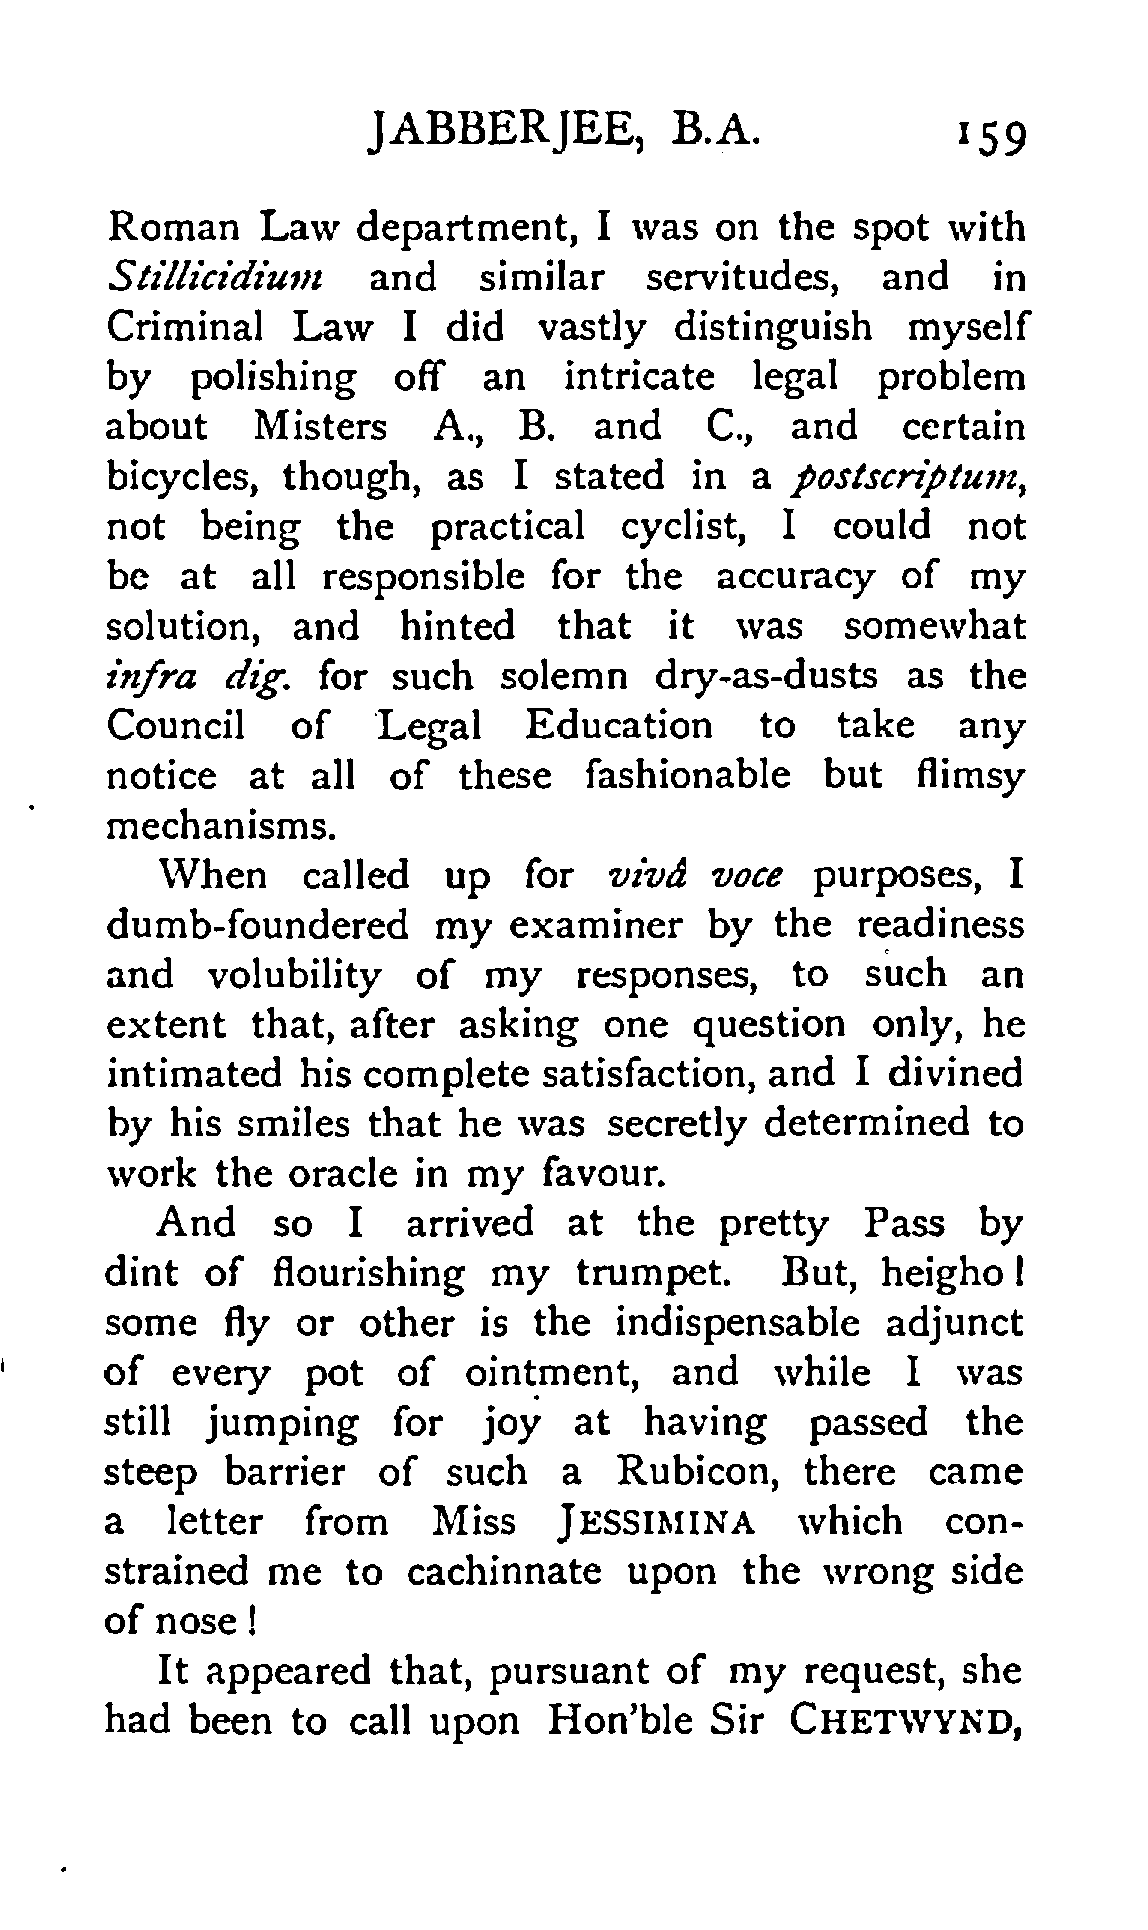 JABBERJEE, B.A. 159
Roman Law department, I was on the spot with
Stillicidium and similar servitudes, and in
Criminal Law I did vastly distinguish myself
by polishing off an intricate legal problem
about Misters A., B. and C., and certain
bicycles, though, as I stated in a postscriptum,
not being the practical cyclist, I could not
be at all responsible for the accuracy of my
solution, and hinted that it was somewhat
infra dig. for such solemn dry-as-dusts as the
Council of Legal Education to take any
notice at all of these fashionable but flimsy
mechanisms.
When called up for vivâ voce purposes, I
dumb-foundered my examiner by the readiness
and volubility of my responses, to such an
extent that, after asking one question only, he
intimated his complete satisfaction, and I divined
by his smiles that he was secretly determined to
work the oracle in my favour.
And so I arrived at the pretty Pass by
dint of flourishing my trumpet. But, heigho!
some fly or other is the indispensable adjunct
of every pot of ointment, and while I was
still jumping for joy at having passed the
steep barrier of such a Rubicon, there came
a letter from Miss JESSIMINA which con-
strained me to cachinnate upon the wrong side
of nose!
It appeared that, pursuant of my request, she
had been to call upon Hon'ble Sir CHETWYND,